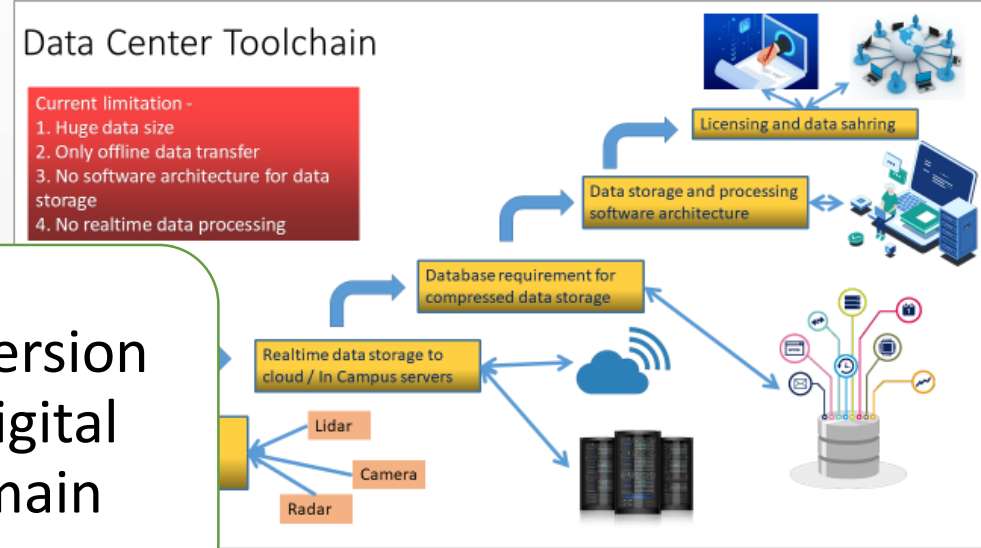 Data Center Toolchain
Current limitation -
1. Huge data size
2. Only offline data transfer
3. No software architecture for data
storage
4. No realtime data processing
Licensing and data sahring
Data storage and processing
software architecture
Database requirement for
compressed data storage
Realtime data storage to
cloud / In Campus servers
Lidar
Camera
Radar
ersion
igital
main